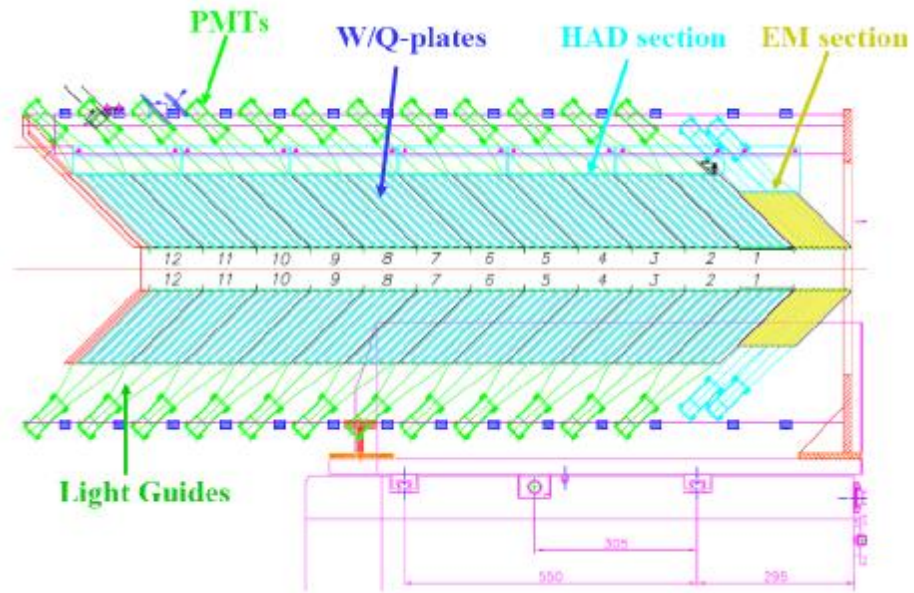 PMTs
W/Q-plates
HAD section
EM section
12 11 10 9 8 7 6 5 4 3 2 1
12 11 10 9 8 7 6 5 4 3 2 1
Light Guides
305
550
295